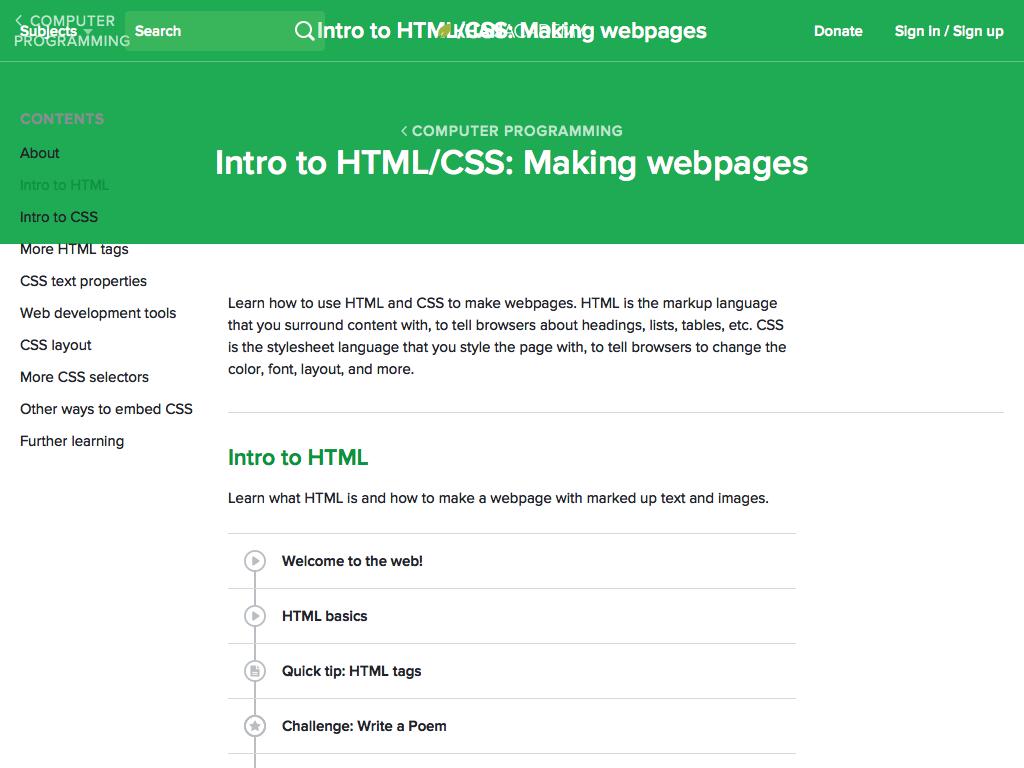 COMPUTER PROGRAMMING
Subjects
Search
Intro to HTML/CSS: Making webpages
Donate
Sign in / Sign up
COMPUTER PROGRAMMING
Intro to HTML/CSS: Making webpages
CONTENTS
About
Intro to HTML
Intro to CSS
More HTML tags
CSS text properties
Web development tools
CSS layout
More CSS selectors
Other ways to embed CSS
Further learning
Learn how to use HTML and CSS to make webpages. HTML is the markup language
that you surround content with, to tell browsers about headings, lists, tables, etc. CSS
is the stylesheet language that you style the page with, to tell browsers to change the
color, font, layout, and more.
Intro to HTML
Learn what HTML is and how to make a webpage with marked up text and images.
Welcome to the web!
HTML basics
Quick tip: HTML tags
Challenge: Write a Poem